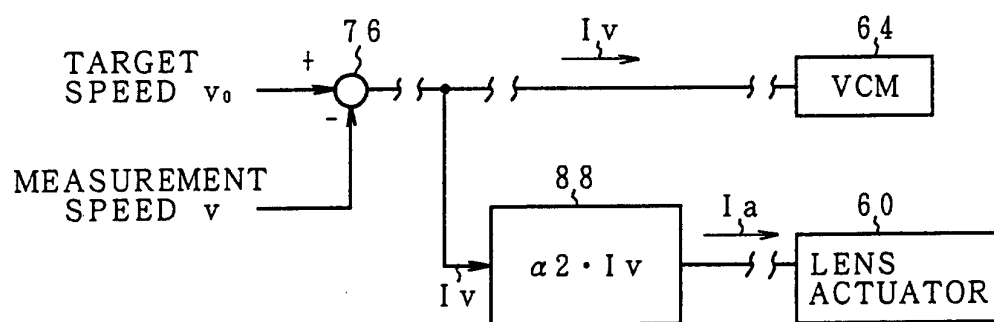 76
Iv
64
TARGET
SPEED v₀
+
-
VCM
MEASUREMENT
SPEED v
88
Ia
60
α2・Iv
Iv
LENS
ACTUATOR